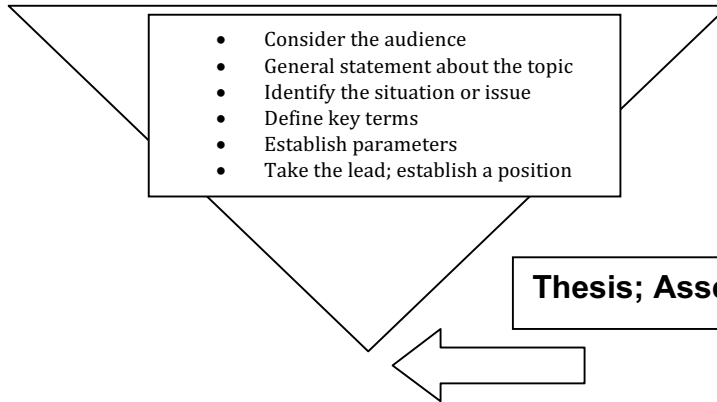 • Consider the audience
• General statement about the topic
• Identify the situation or issue
• Define key terms
• Establish parameters
• Take the lead; establish a position
Thesis;